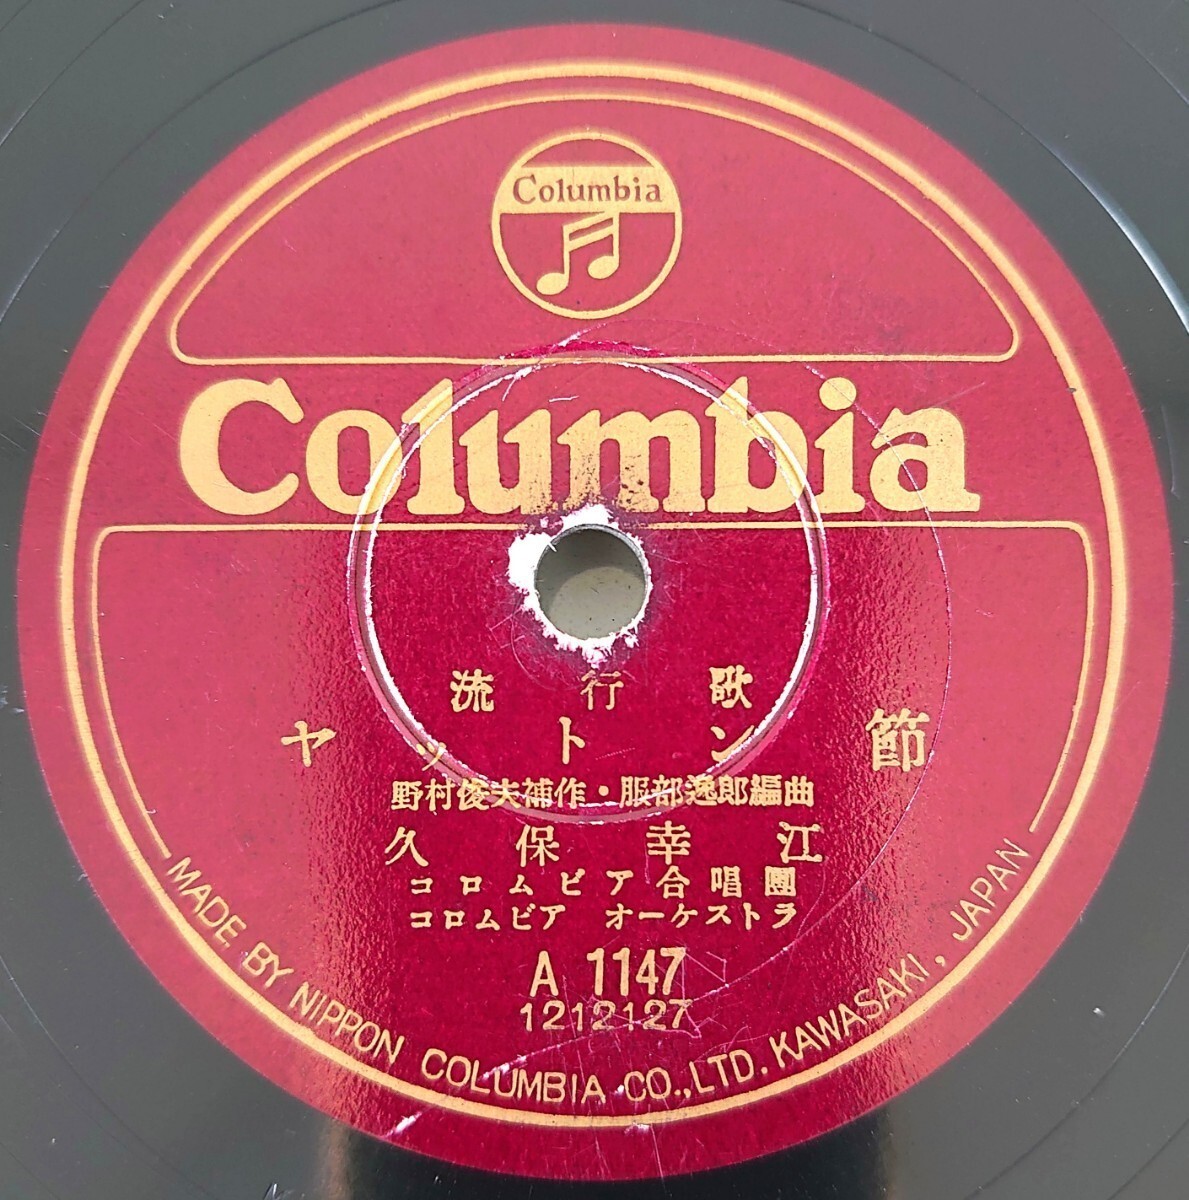 Columbia
Columbia
流行歌
ヤットン節
野村俊夫補作・服部逸郎編曲
久保幸江
コロムビア合唱團
コロムビア オーケストラ
A 1147
1212127
MADE BY NIPPON COLUMBIA CO.,LTD. KAWASAKI, JAPAN